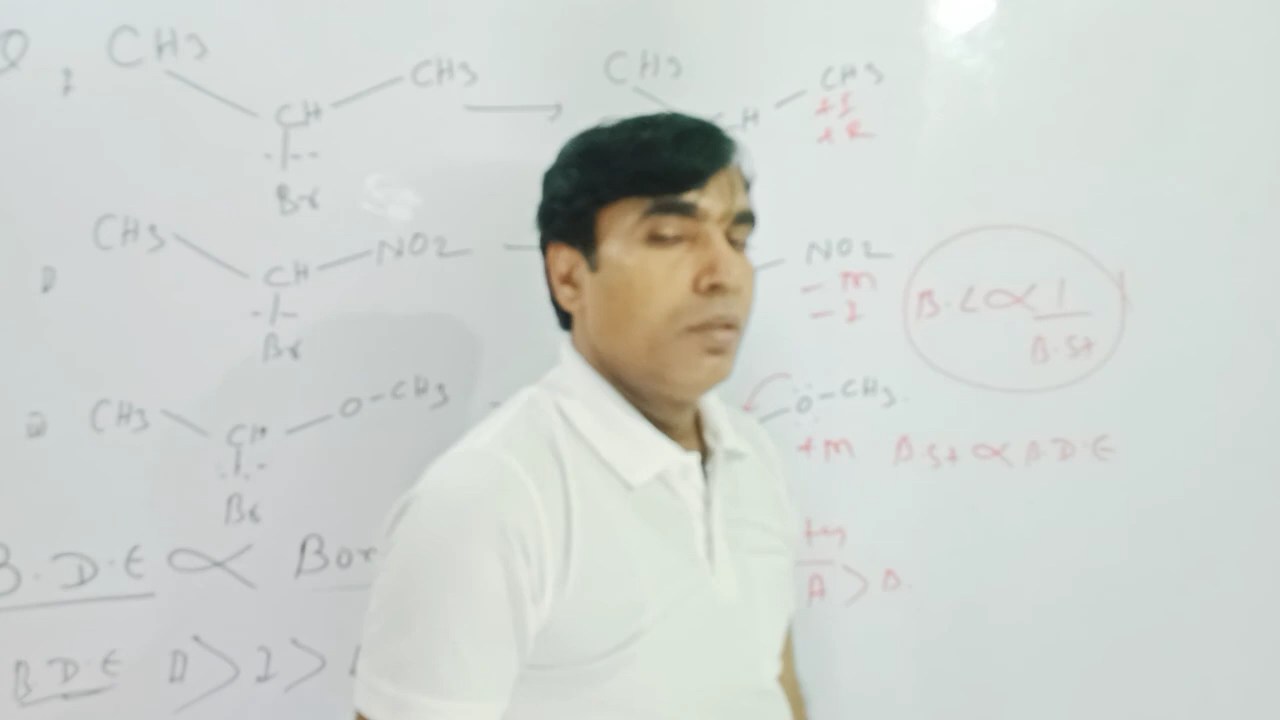 CH3 CH3 CH3 CH3
CH H +I
Br
CH3 CH NO2 NO2
Br - m
- I
B.L ∝ 1
B.St
CH3 CH O-CH3 Ö-CH3
Br +m B.St ∝ B.D.E
B.D.E ∝ Bon
A > B
B.D.E II > I >